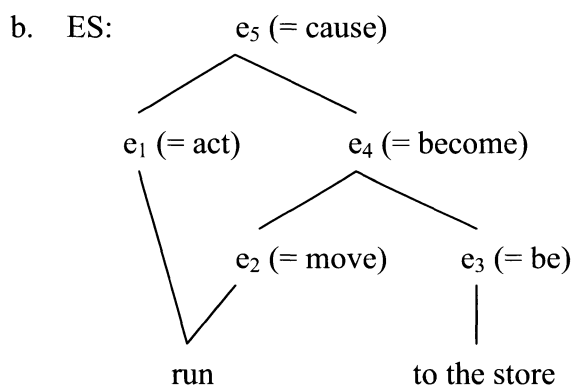 b. ES: e₅ (= cause)
e₁ (= act) e₄ (= become)
e₂ (= move) e₃ (= be)
run to the store